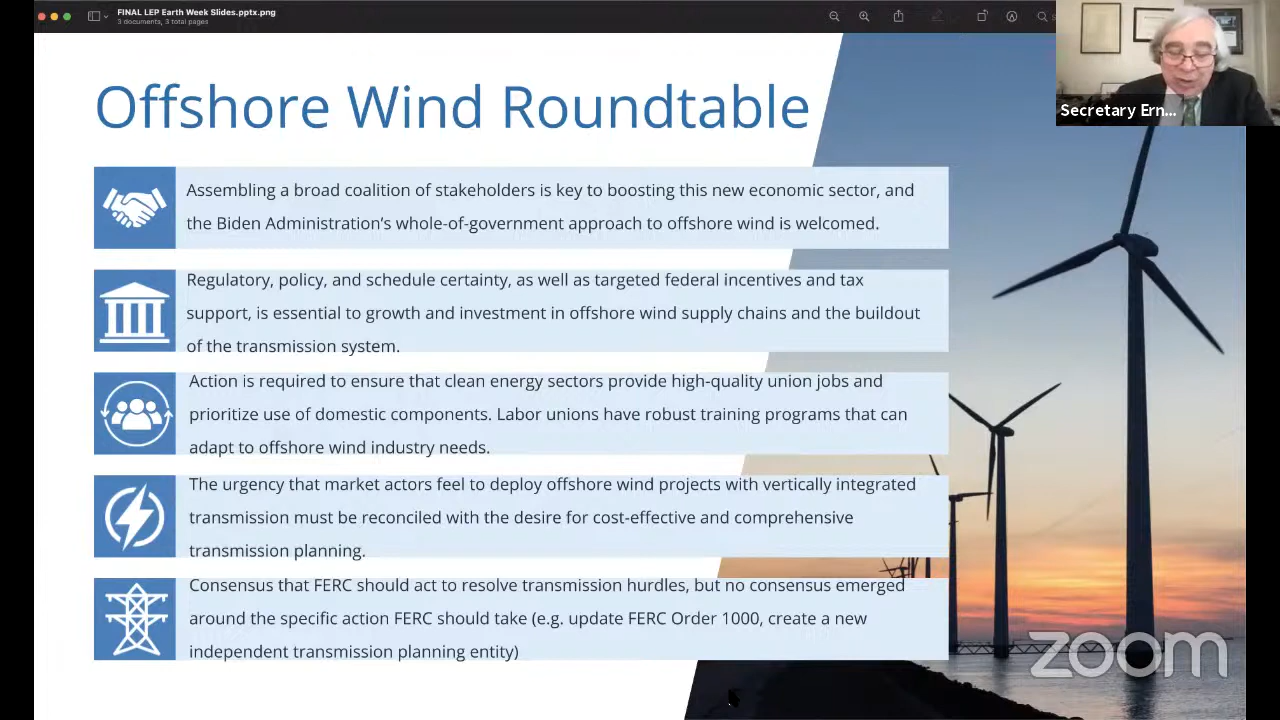 FINAL LEP Earth Week Slides.pptx.png
3 documents, 3 total pages
Secretary Ern...
Offshore Wind Roundtable
Assembling a broad coalition of stakeholders is key to boosting this new economic sector, and
the Biden Administration's whole-of-government approach to offshore wind is welcomed.
Regulatory, policy, and schedule certainty, as well as targeted federal incentives and tax
support, is essential to growth and investment in offshore wind supply chains and the buildout
of the transmission system.
Action is required to ensure that clean energy sectors provide high-quality union jobs and
prioritize use of domestic components. Labor unions have robust training programs that can
adapt to offshore wind industry needs.
The urgency that market actors feel to deploy offshore wind projects with vertically integrated
transmission must be reconciled with the desire for cost-effective and comprehensive
transmission planning.
Consensus that FERC should act to resolve transmission hurdles, but no consensus emerged
around the specific action FERC should take (e.g. update FERC Order 1000, create a new
independent transmission planning entity)
zoom